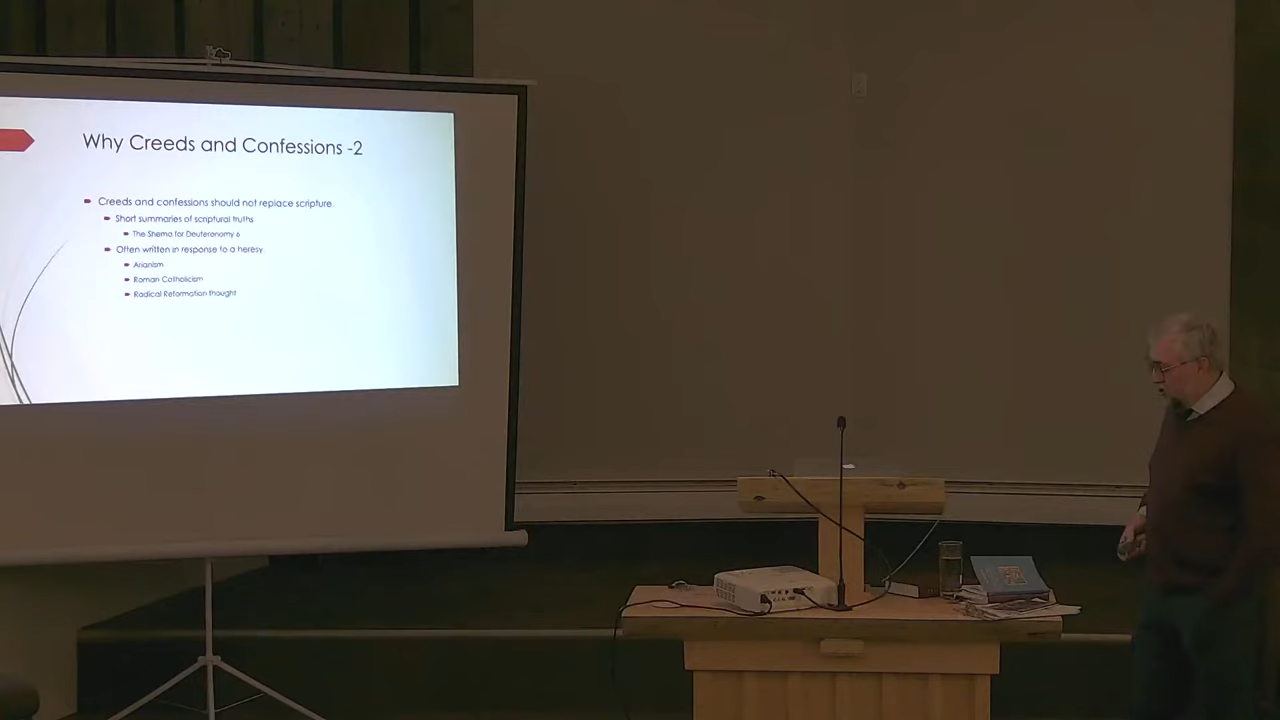 Why Creeds and Confessions -2
Creeds and confessions should not replace scripture
Short summaries of scriptural truths
The Shema for Deuteronomy 6
Often written in response to a heresy
Arianism
Roman Catholicism
Radical Reformation thought